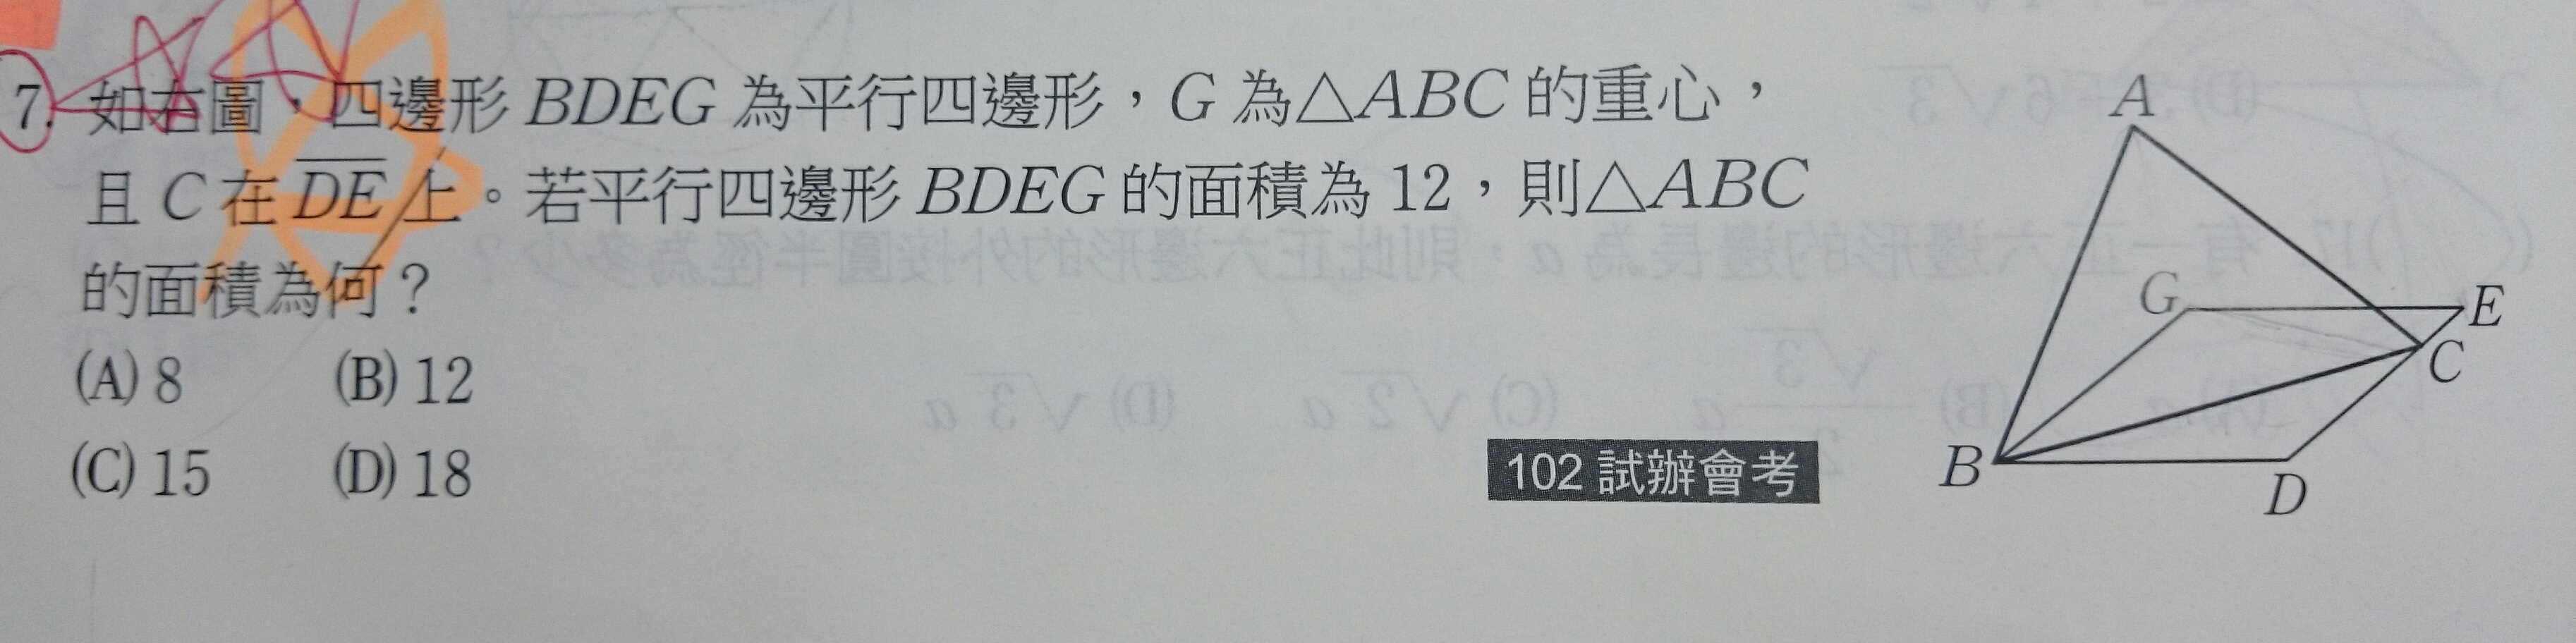 7. 如右圖，四邊形 BDEG 為平行四邊形，G 為△ABC 的重心，
且 C 在 DE 上。若平行四邊形 BDEG 的面積為 12，則△ABC
的面積為何？
(A) 8 (B) 12
(C) 15 (D) 18
102 試辦會考
A
G
E
C
B
D